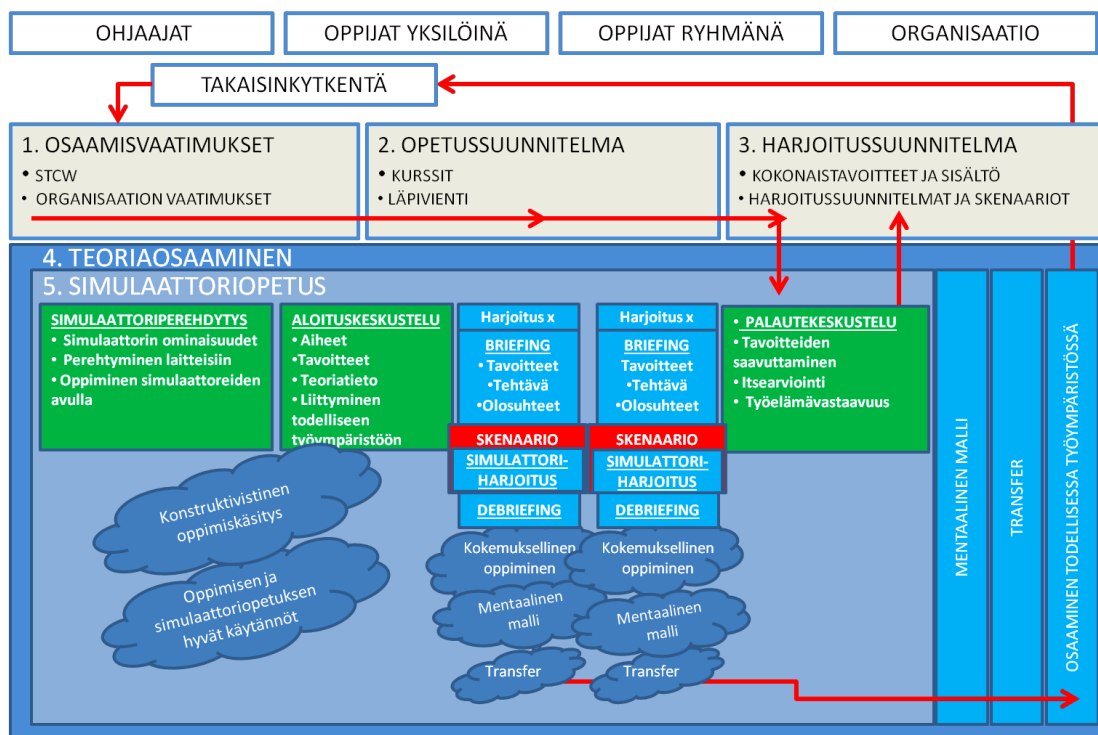 OHJAAJAT
OPPIJAT YKSILÖINÄ
OPPIJAT RYHMÄNÄ
ORGANISAATIO
TAKAISINKYTKENTÄ
1. OSAAMISVAATIMUKSET
• STCW
• ORGANISAATION VAATIMUKSET
2. OPETUSSUUNNITELMA
• KURSSIT
• LÄPIVIENTI
3. HARJOITUSSUUNNITELMA
• KOKONAISTAVOITTEET JA SISÄLTÖ
• HARJOITUSSUUNNITELMAT JA SKENAARIOT
4. TEORIAOSAAMINEN
5. SIMULAATTORIOPETUS
SIMULAATTORIPEREHDYTYS
• Simulaattorin ominaisuudet
• Perehtyminen laitteisiin
• Oppiminen simulaattoreiden
avulla
ALOITUSKESKUSTELU
• Aiheet
•Tavoitteet
• Teoriatieto
• Liittyminen
todelliseen
työympäristöön
Harjoitus x
BRIEFING
• Tavoitteet
•Tehtävä
•Olosuhteet
SKENAARIO
SIMULATTORI-
HARJOITUS
DEBRIEFING
Kokemuksellinen
oppiminen
Mentaalinen
malli
Transfer
Harjoitus x
BRIEFING
Tavoitteet
•Tehtävä
•Olosuhteet
SKENAARIO
SIMULATTORI-
HARJOITUS
DEBRIEFING
Kokemuksellinen
oppiminen
Mentaalinen
malli
Transfer
• PALAUTEKESKUSTELU
• Tavoitteiden
saavuttaminen
• Itsearviointi
• Työelämävastaavuus
Konstruktivistinen
oppimiskäsitys
Oppimisen ja
simulaattoriopetuksen
hyvät käytännöt
MENTAALINEN MALLI
TRANSFER
OSAAMINEN TODELLISESSA TYÖYMPÄRISTÖSSÄ